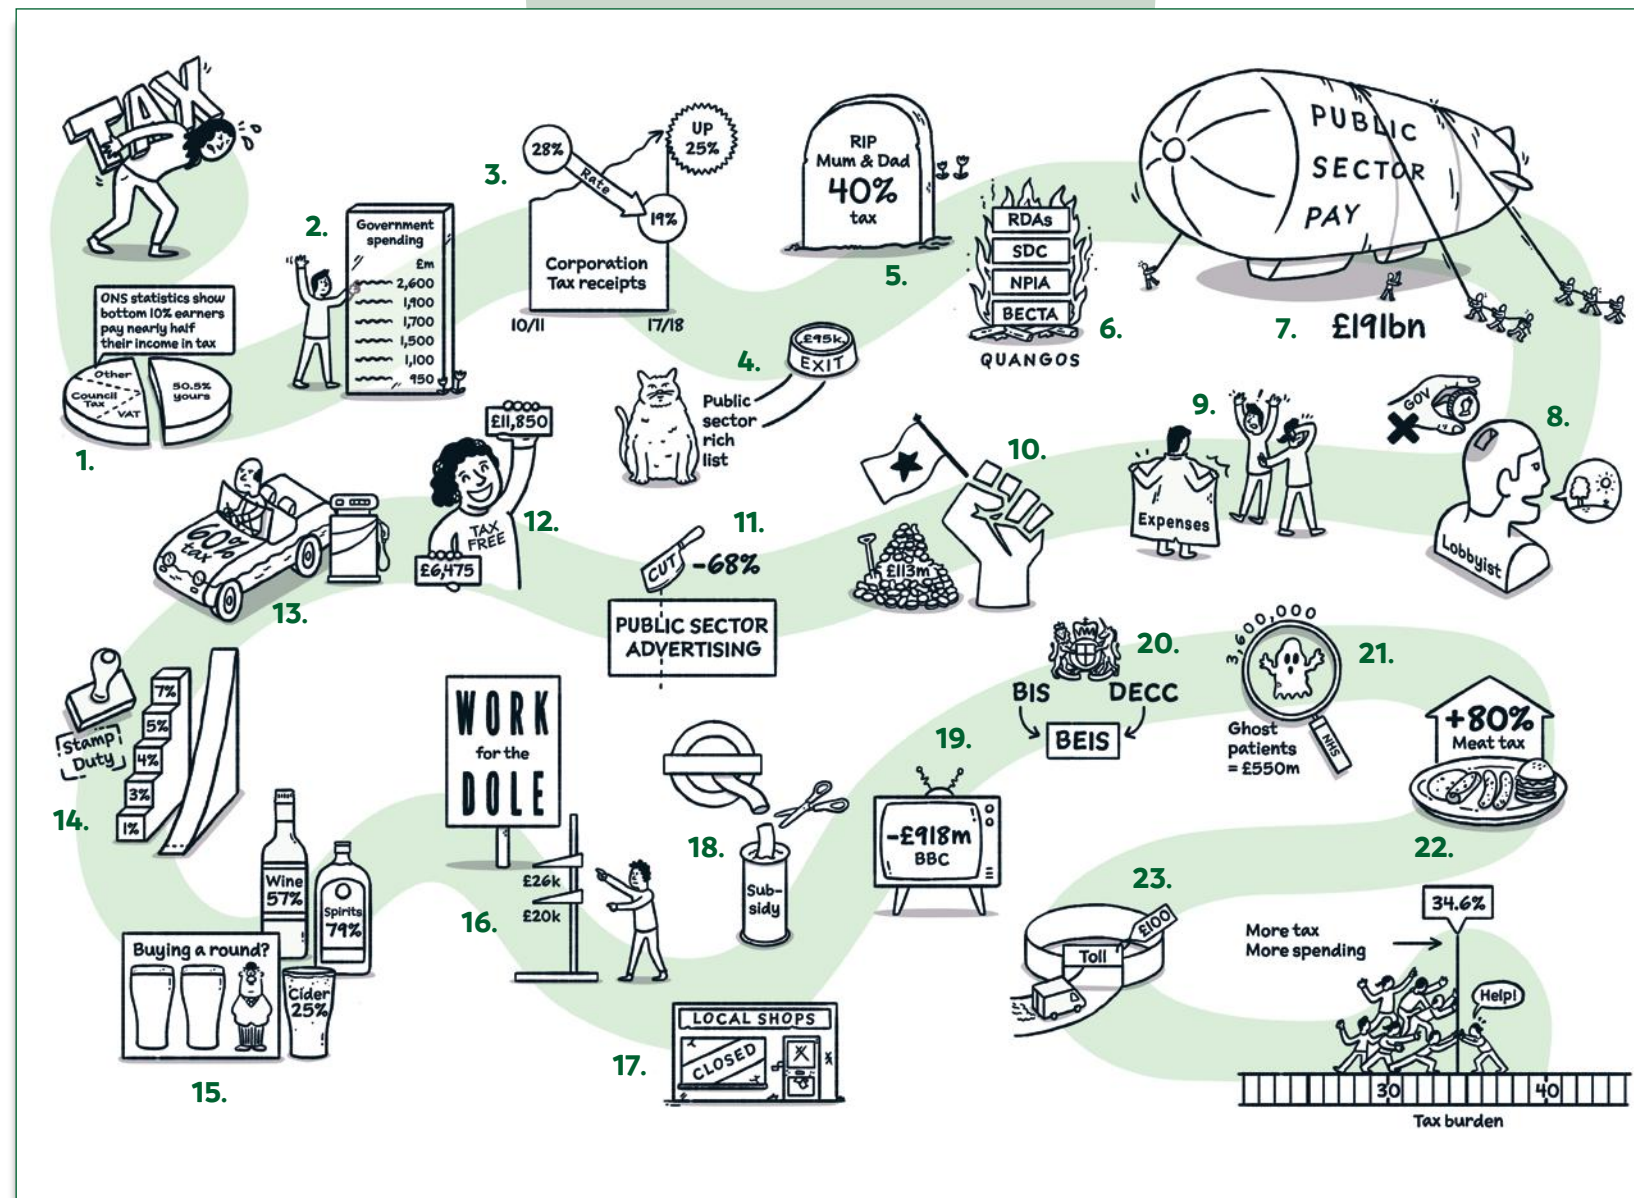 TAX
ONS statistics show
bottom 10% earners
pay nearly half
their income in tax
Other
Council
Tax
VAT
50.5%
yours
1.
2.
Government
spending
£m
2,600
1,900
1,700
1,500
1,100
950
3.
28%
Rate
19%
UP
25%
Corporation
Tax receipts
10/11
17/18
4.
£95k
EXIT
Public
sector
rich
list
RIP
Mum & Dad
40%
tax
5.
RDAs
SDC
NPIA
BECTA
QUANGOS
6.
PUBLIC
SECTOR
PAY
7.
£191bn
8.
GOV
Lobbyist
9.
Expenses
10.
£113m
11.
CUT
-68%
PUBLIC SECTOR
ADVERTISING
£11,850
TAX
FREE
£6,475
12.
60%
tax
13.
Stamp
Duty
7%
5%
4%
3%
1%
14.
Wine
57%
Spirits
79%
Buying a round?
Cider
25%
15.
WORK
for the
DOLE
£26k
£20k
16.
LOCAL SHOPS
CLOSED
17.
18.
Sub-
sidy
19.
-£918m
BBC
20.
BIS
DECC
BEIS
3,600,000
21.
NHS
Ghost
patients
= £550m
+80%
Meat tax
22.
23.
£100
Toll
34.6%
More tax
More spending
Help!
30
40
Tax burden